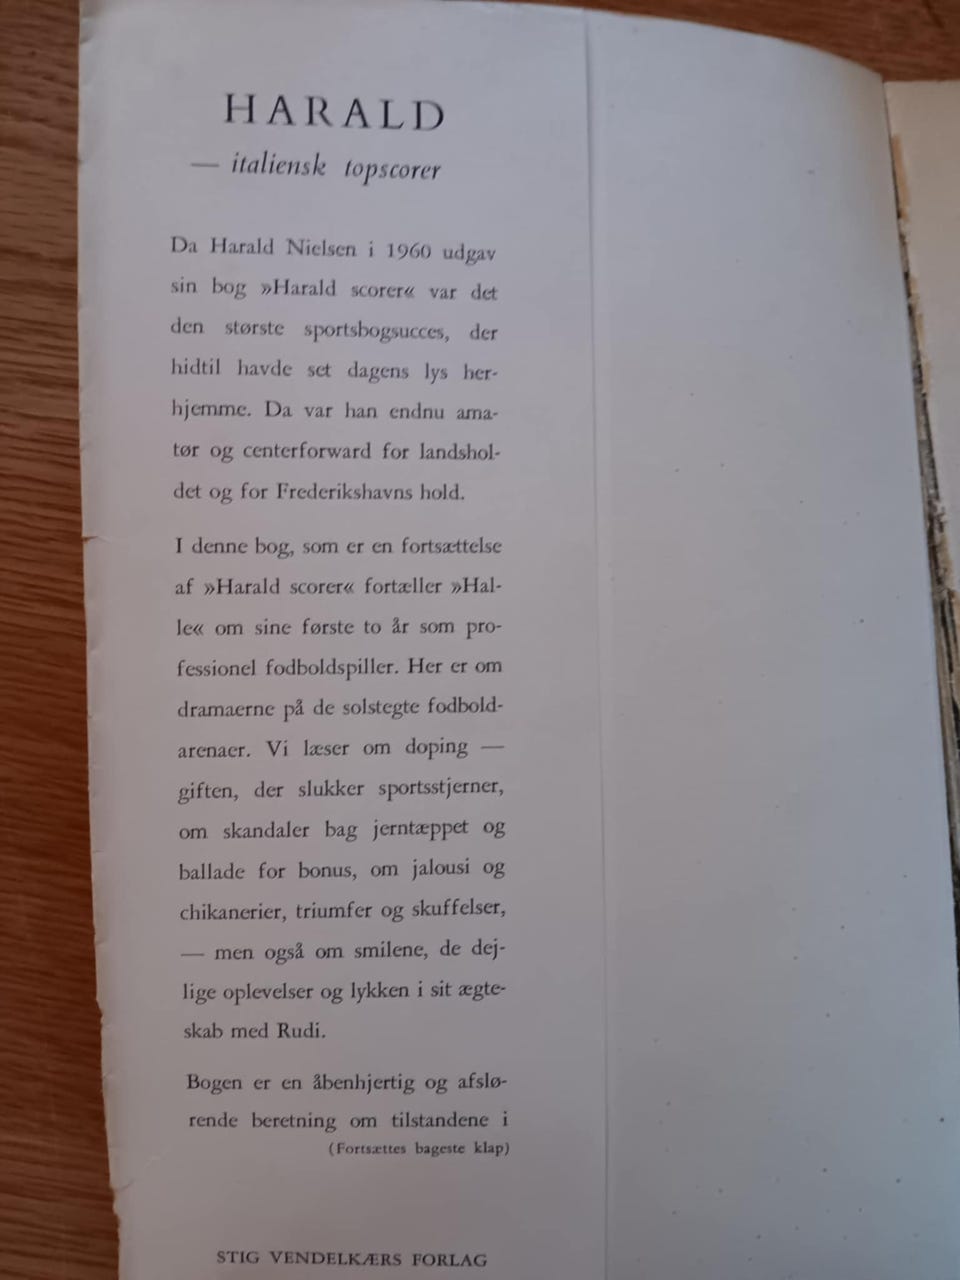 HARALD
— italiensk topscorer
Da Harald Nielsen i 1960 udgav
sin bog »Harald scorer« var det
den største sportsbogsucces, der
hidtil havde set dagens lys her-
hjemme. Da var han endnu ama-
tør og centerforward for landshol-
det og for Frederikshavns hold.
I denne bog, som er en fortsættelse
af »Harald scorer« fortæller »Hal-
le« om sine første to år som pro-
fessionel fodboldspiller. Her er om
dramaerne på de solstegte fodbold-
arenaer. Vi læser om doping —
giften, der slukker sportsstjerner,
om skandaler bag jerntæppet og
ballade for bonus, om jalousi og
chikanerier, triumfer og skuffelser,
— men også om smilene, de dej-
lige oplevelser og lykken i sit ægte-
skab med Rudi.
Bogen er en åbenhjertig og afslø-
rende beretning om tilstandene i
(Fortsættes bageste klap)
STIG VENDELKÆRS FORLAG